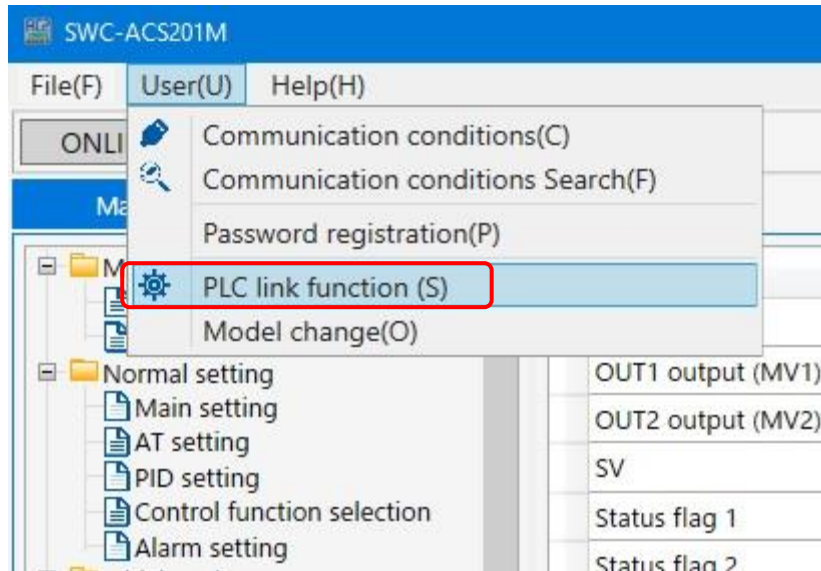 SWC-ACS201M
File(F) User(U) Help(H)
ONLI
Communication conditions(C)
Communication conditions Search(F)
Ma
Password registration(P)
M
PLC link function (S)
Model change(O)
Normal setting
OUT1 output (MV1)
Main setting
OUT2 output (MV2)
AT setting
PID setting
SV
Control function selection
Status flag 1
Alarm setting
Status flag 2